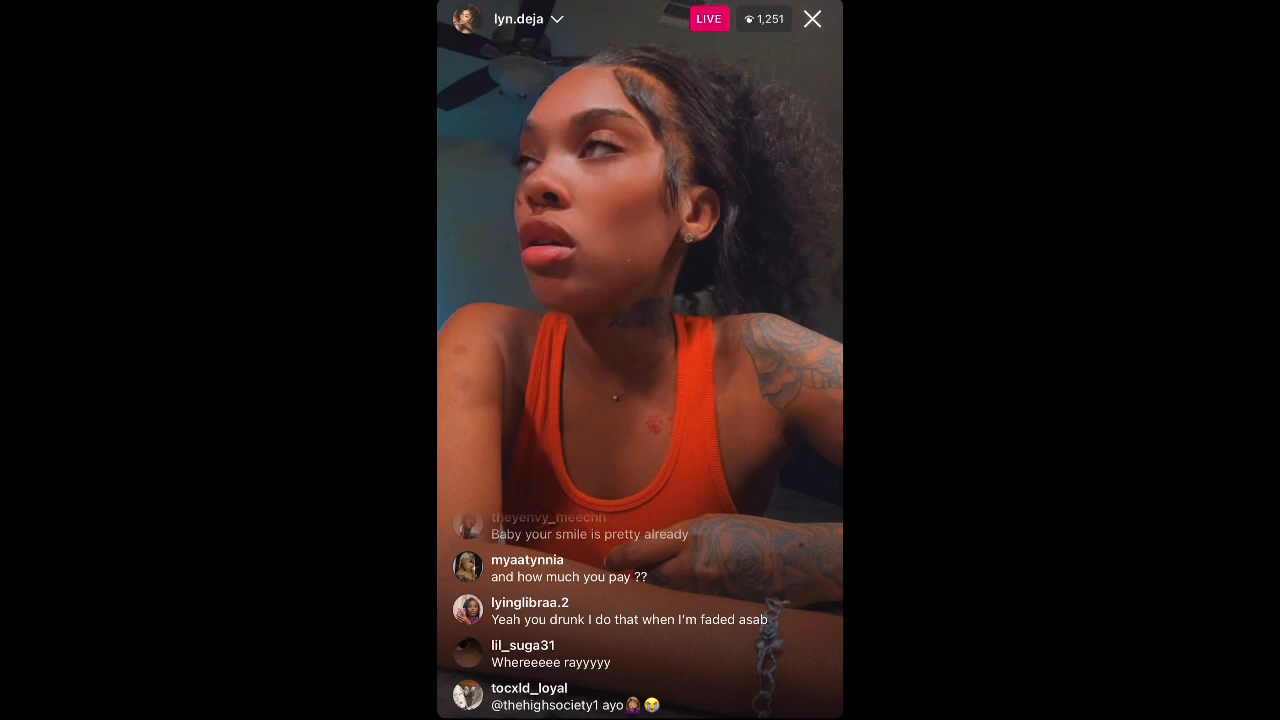 lyn.deja
LIVE
1,251
theyenvy_meechh
Baby your smile is pretty already
myaatynnia
and how much you pay ??
lyinglibraa.2
Yeah you drunk I do that when I'm faded asab
lil_suga31
Whereeeee rayyyyy
tocxld_loyal
@thehighsociety1 ayo🤦🏽‍♀️😭